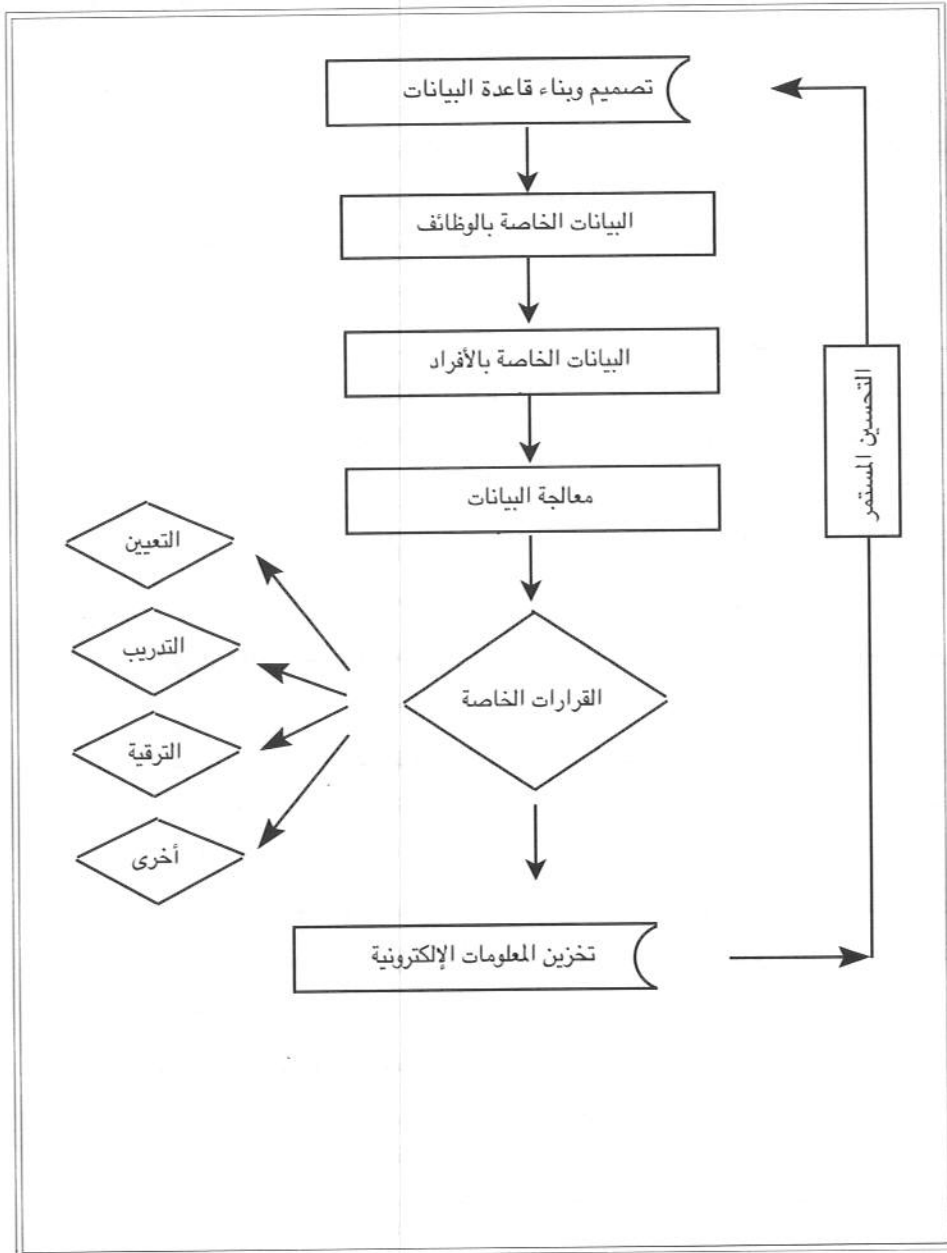 تصميم وبناء قاعدة البيانات
البيانات الخاصة بالوظائف
البيانات الخاصة بالأفراد
التحسين المستمر
معالجة البيانات
التعيين
التدريب
القرارات الخاصة
الترقية
أخرى
تخزين المعلومات الإلكترونية